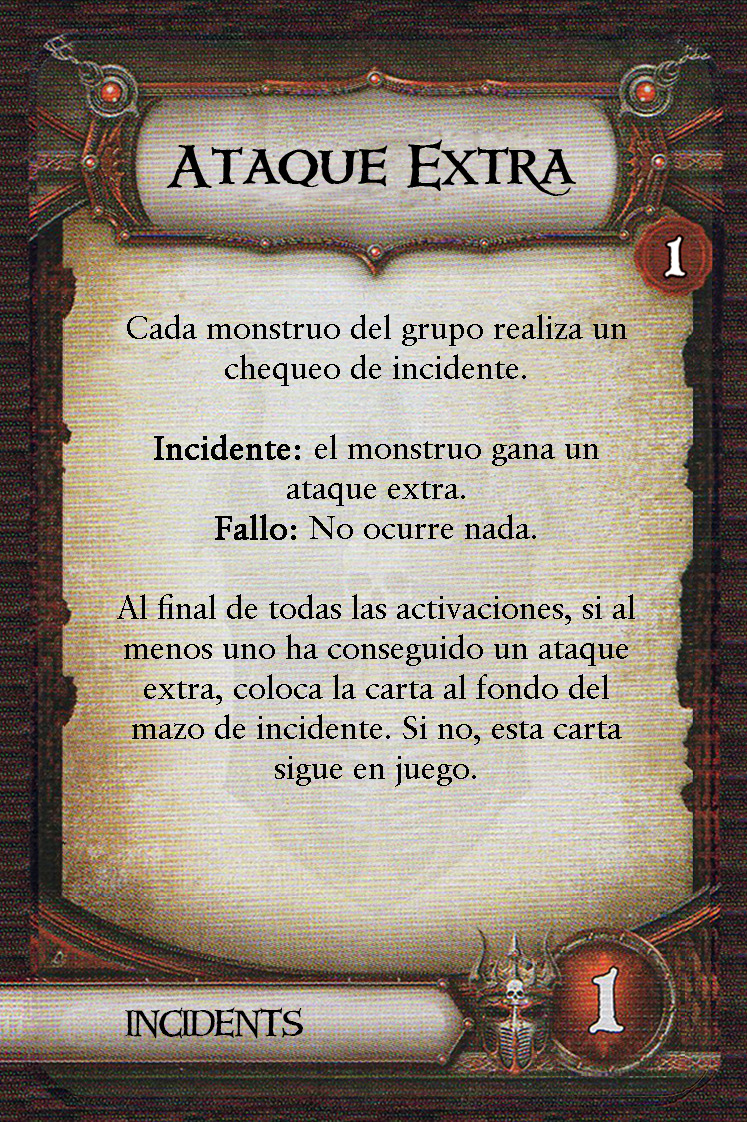 Ataque Extra
1
Cada monstruo del grupo realiza un
chequeo de incidente.
Incidente: el monstruo gana un
ataque extra.
Fallo: No ocurre nada.
Al final de todas las activaciones, si al
menos uno ha conseguido un ataque
extra, coloca la carta al fondo del
mazo de incidente. Si no, esta carta
sigue en juego.
INCIDENTS
1